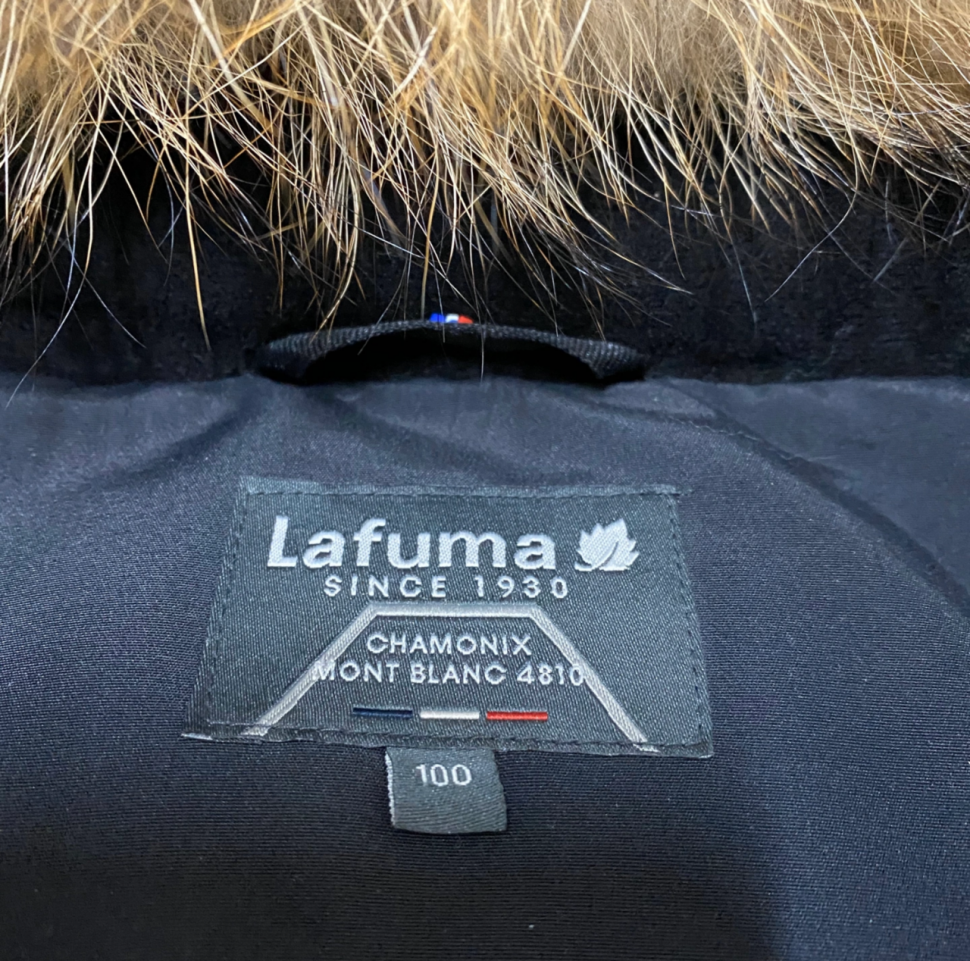 Lafuma
SINCE 1930
CHAMONIX
MONT BLANC 4810
100